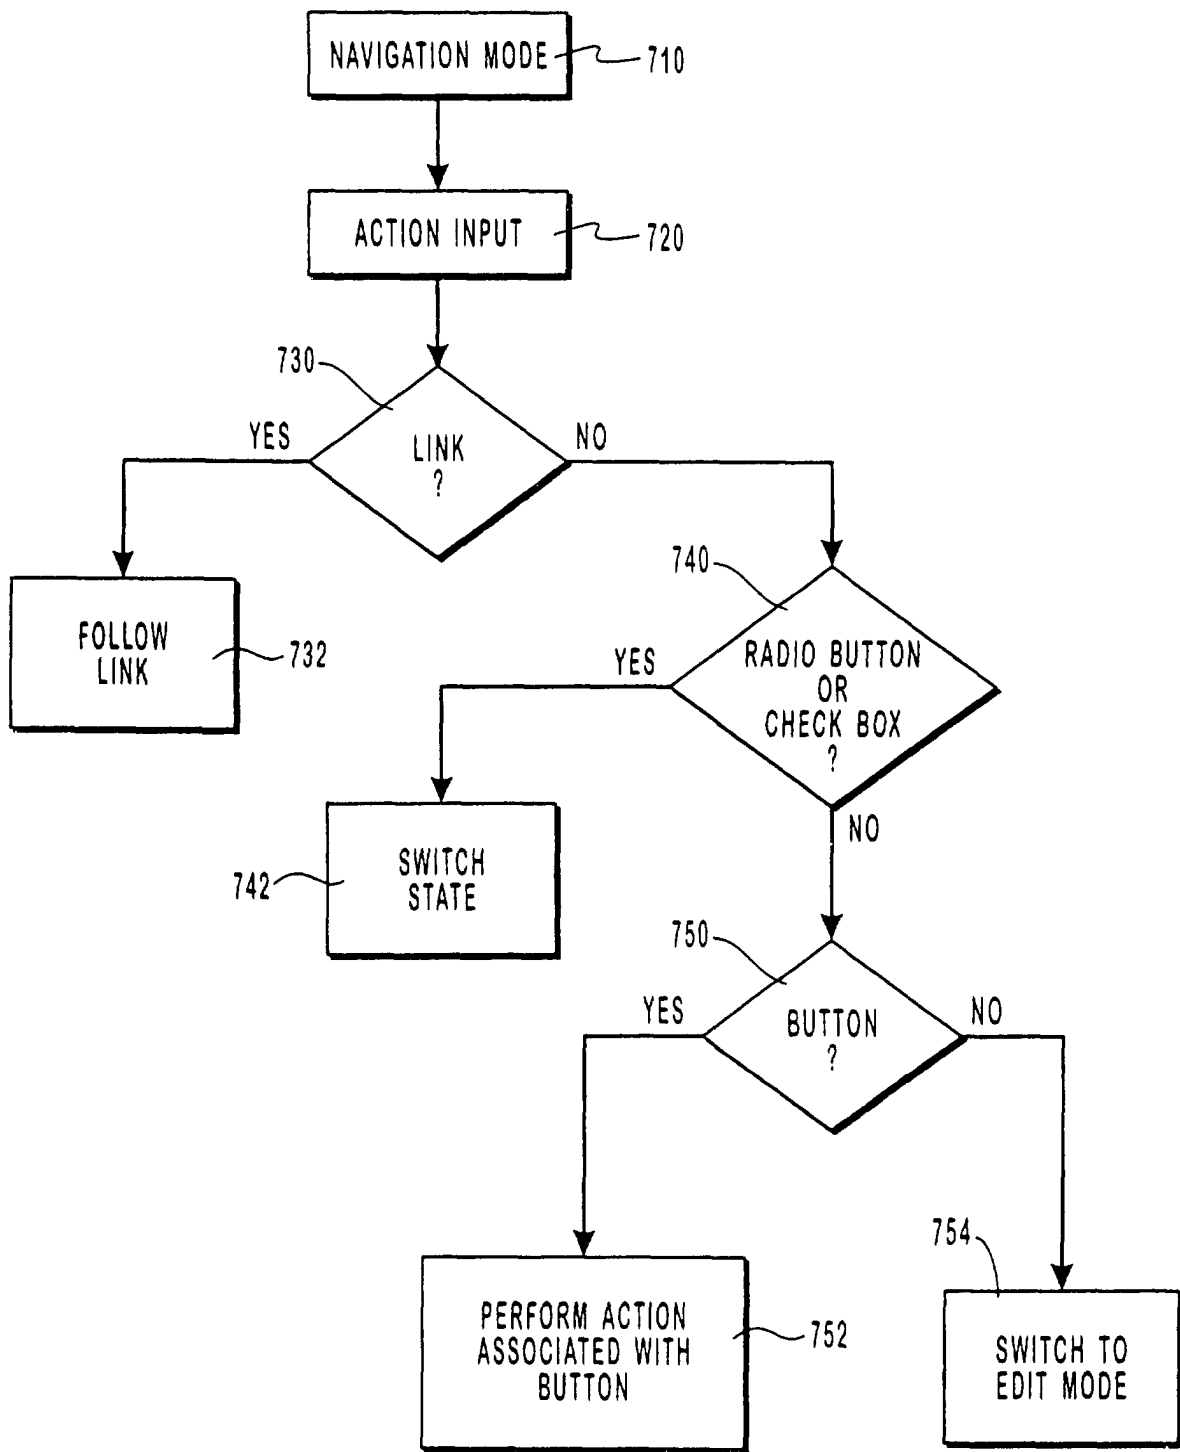 NAVIGATION MODE
710
ACTION INPUT
720
730
YES
LINK
?
NO
FOLLOW
LINK
732
740
YES
RADIO BUTTON
OR
CHECK BOX
?
NO
SWITCH
STATE
742
750
YES
BUTTON
?
NO
754
PERFORM ACTION
ASSOCIATED WITH
BUTTON
752
SWITCH TO
EDIT MODE